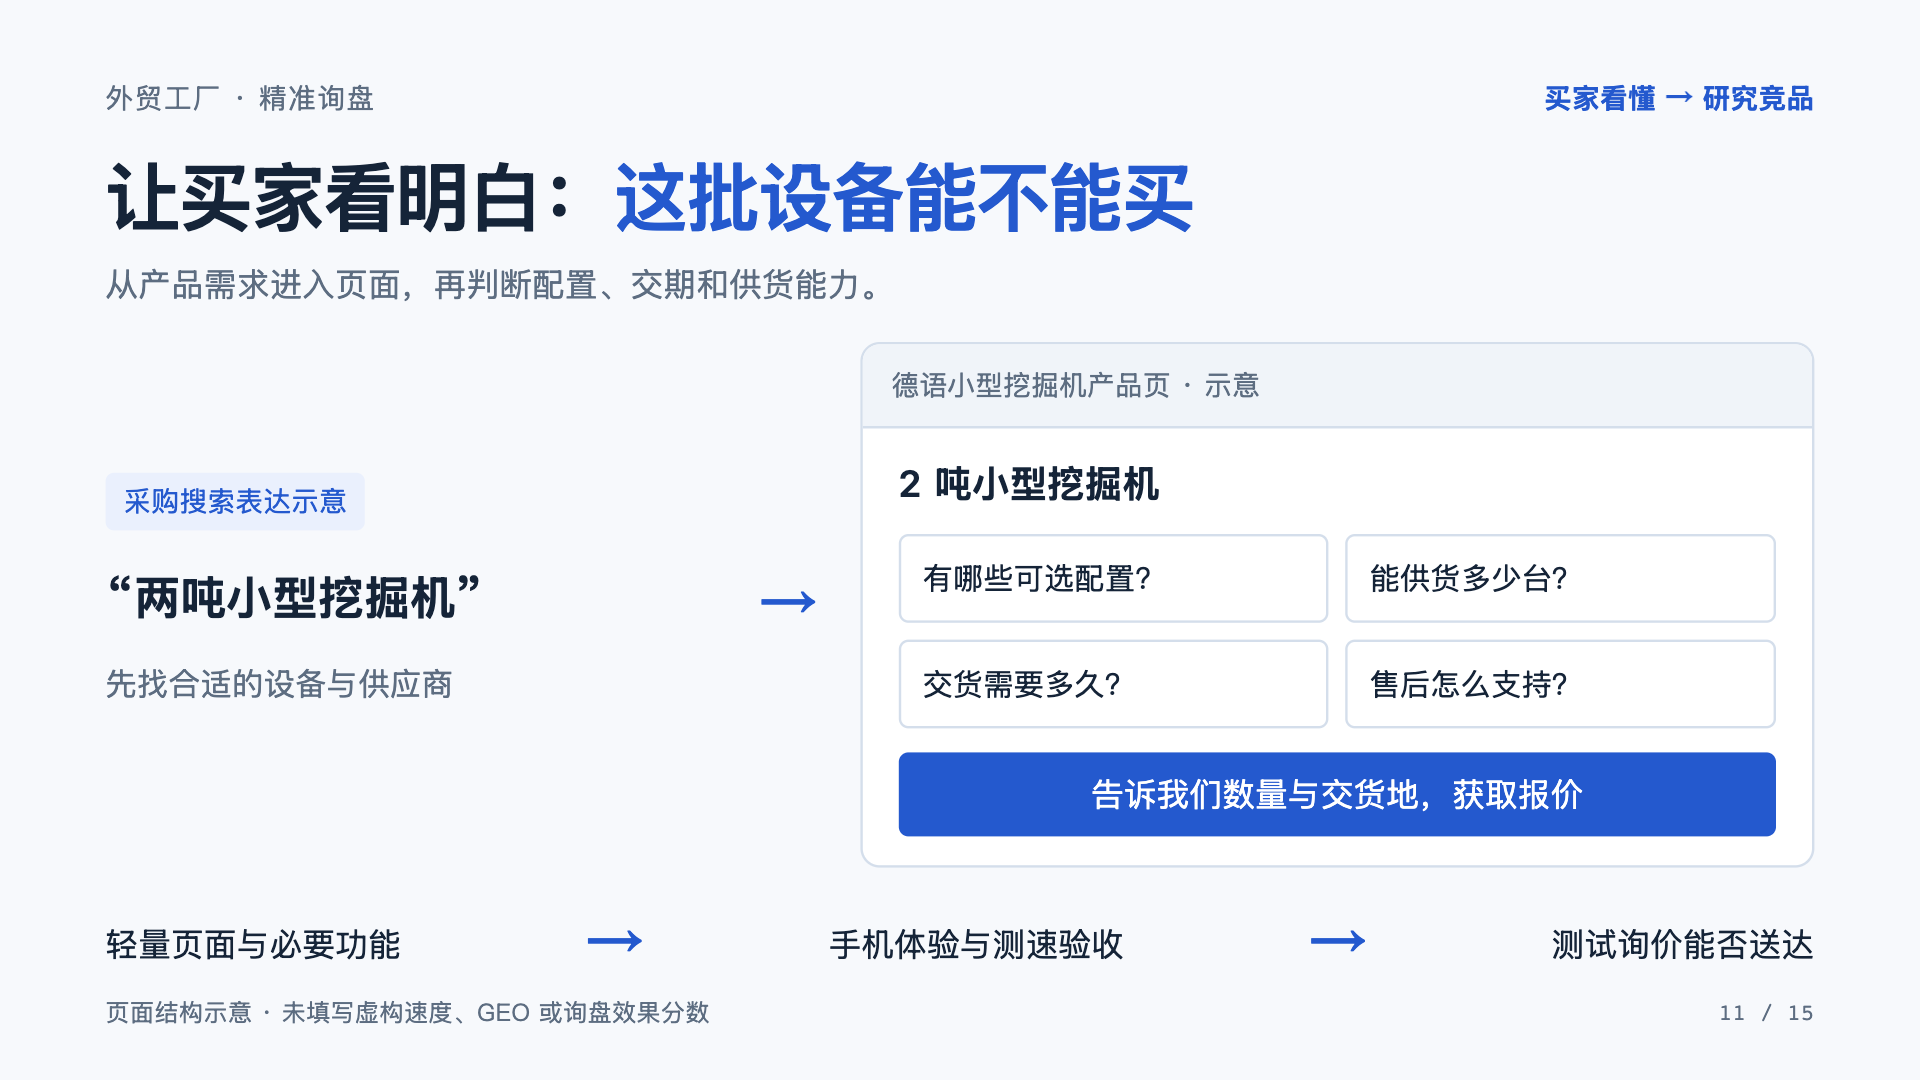 外贸工厂 · 精准询盘
买家看懂 → 研究竞品
让买家看明白：这批设备能不能买
从产品需求进入页面，再判断配置、交期和供货能力。
采购搜索表达示意
“两吨小型挖掘机”
先找合适的设备与供应商
→
德语小型挖掘机产品页 · 示意
2 吨小型挖掘机
有哪些可选配置?
能供货多少台?
交货需要多久?
售后怎么支持?
告诉我们数量与交货地，获取报价
轻量页面与必要功能 → 手机体验与测速验收 → 测试询价能否送达
页面结构示意 · 未填写虚构速度、GEO 或询盘效果分数
11 / 15